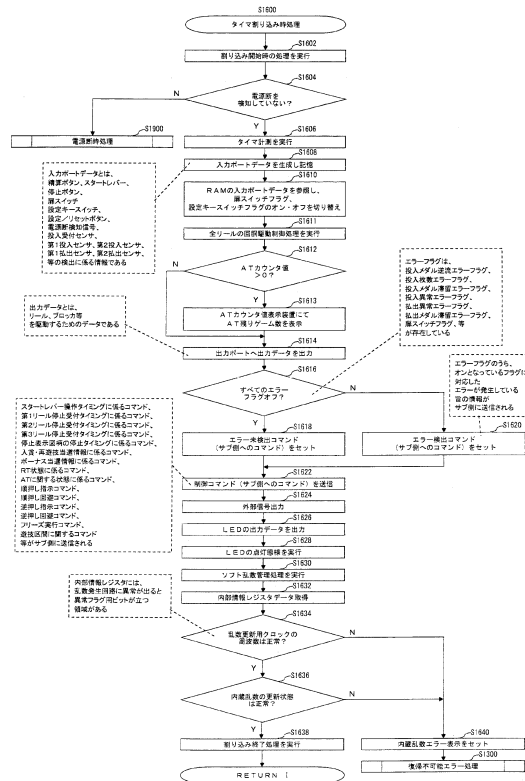 S1600
タイマ割り込み時処理
S1602
割り込み開始時の処理を実行
S1604
電源断を
検知していない?
N
Y
S1900
電源断時処理
S1606
タイマ計測を実行
S1608
入力ポートデータを生成し記憶
S1610
RAMの入力ポートデータを参照し、
扉スイッチフラグ、
設定キースイッチフラグのオン・オフを切り替え
入力ポートデータとは、
精算ボタン、スタートレバー、
停止ボタン、
扉スイッチ
設定キースイッチ、
設定/リセットボタン、
電源断検知信号、
投入受付センサ、
第1投入センサ、第2投入センサ、
第1払出センサ、第2払出センサ、
等の検出に係る情報である
S1611
全リールの回胴駆動制御処理を実行
S1612
ATカウンタ値
>0?
N
Y
S1613
ATカウンタ値表示装置にて
AT残りゲーム数を表示
エラーフラグは、
投入メダル逆流エラーフラグ、
投入枚数エラーフラグ、
投入メダル滞留エラーフラグ、
投入異常エラーフラグ、
払出異常エラーフラグ、
払出メダル滞留エラーフラグ、
扉スイッチフラグ、等
が存在している
出力データとは、
リール、ブロッカ等
を駆動するためのデータである
S1614
出力ポートへ出力データを出力
S1616
すべてのエラー
フラグオフ?
N
Y
エラーフラグのうち、
オンとなっているフラグに
対応した
エラーが発生している
旨の情報が
サブ側に送信される
S1618
エラー未検出コマンド
(サブ側へのコマンド)をセット
S1620
エラー検出コマンド
(サブ側へのコマンド)をセット
スタートレバー操作タイミングに係るコマンド、
第1リール停止受付タイミングに係るコマンド、
第2リール停止受付タイミングに係るコマンド、
第3リール停止受付タイミングに係るコマンド、
停止表示図柄の停止タイミングに係るコマンド、
入賞・再遊技当選情報に係るコマンド、
ボーナス当選情報に係るコマンド、
RT状態に係るコマンド、
ATに関する状態に係るコマンド、
順押し指示コマンド、
順押し回避コマンド、
逆押し指示コマンド、
逆押し回避コマンド、
フリーズ実行コマンド、
遊技区間に関するコマンド
等がサブ側に送信される
S1622
制御コマンド(サブ側へのコマンド)を送信
S1624
外部信号出力
S1626
LEDの出力データを出力
S1628
LEDの点灯態様を実行
S1630
ソフト乱数管理処理を実行
S1632
内部情報レジスタデータ取得
内部情報レジスタには、
乱数発生回路に異常が出ると
異常フラグ用ビットが立つ
領域がある
S1634
乱数更新用クロックの
周波数は正常?
N
Y
S1636
内蔵乱数の更新状態
は正常?
N
Y
S1638
割り込み終了処理を実行
S1640
内蔵乱数エラー表示をセット
S1300
復帰不可能エラー処理
RETURN I